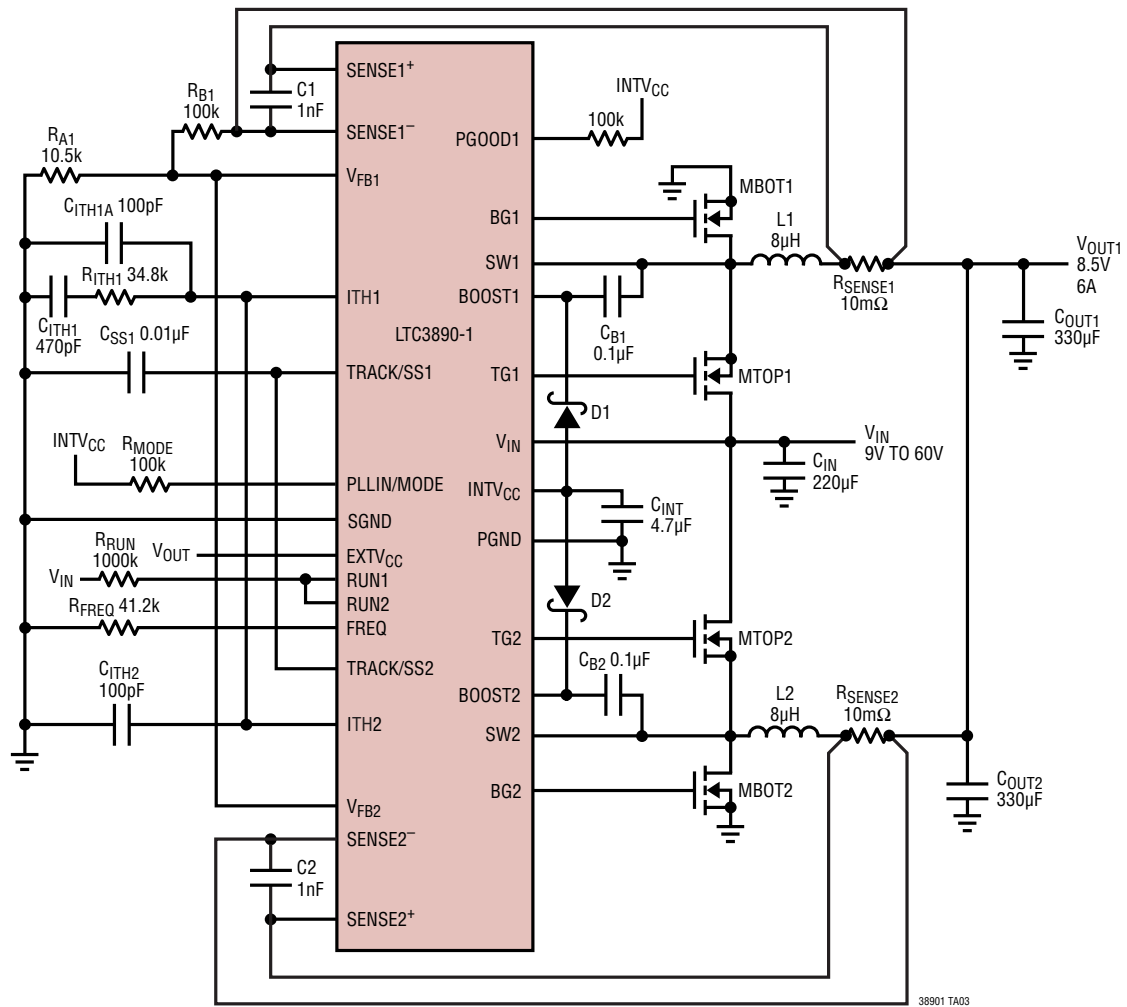 SENSE1+
C1
1nF
RB1
100k
SENSE1–
INTVCC
100k
PGOOD1
RA1
10.5k
VFB1
MBOT1
CITH1A 100pF
BG1
L1
8µH
VOUT1
8.5V
6A
SW1
RITH1 34.8k
ITH1
BOOST1
RSENSE1
10mΩ
CITH1
470pF
LTC3890-1
CB1
0.1µF
COUT1
330µF
CSS1 0.01µF
TRACK/SS1
TG1
MTOP1
D1
INTVCC
RMODE
100k
VIN
VIN
9V TO 60V
CIN
220µF
PLLIN/MODE
INTVCC
CINT
4.7µF
SGND
PGND
VOUT
EXTVCC
RRUN
1000k
VIN
RUN1
RUN2
D2
RFREQ 41.2k
FREQ
TG2
MTOP2
TRACK/SS2
CB2 0.1µF
CITH2
100pF
BOOST2
L2
8µH
RSENSE2
10mΩ
ITH2
SW2
BG2
MBOT2
COUT2
330µF
VFB2
SENSE2–
C2
1nF
SENSE2+
38901 TA03